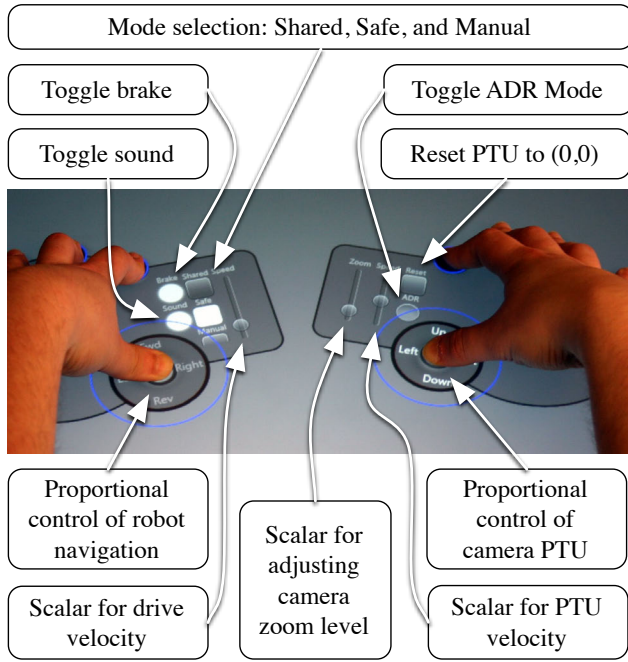 Mode selection: Shared, Safe, and Manual
Toggle brake
Toggle ADR Mode
Toggle sound
Reset PTU to (0,0)
Brake
Shared
Speed
Sound
Safe
Manual
Right
Rev
Zoom
Reset
ADR
Up
Left
Down
Proportional
control of robot
navigation
Scalar for
adjusting
camera
zoom level
Proportional
control of
camera PTU
Scalar for drive
velocity
Scalar for PTU
velocity